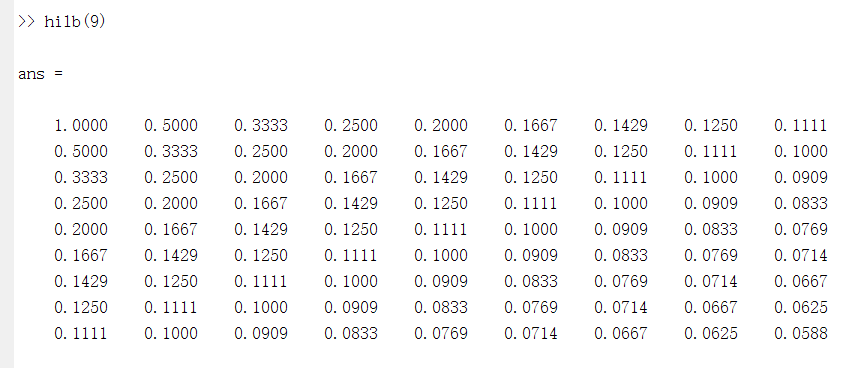 >> hilb(9)
ans =
1.0000 0.5000 0.3333 0.2500 0.2000 0.1667 0.1429 0.1250 0.1111
0.5000 0.3333 0.2500 0.2000 0.1667 0.1429 0.1250 0.1111 0.1000
0.3333 0.2500 0.2000 0.1667 0.1429 0.1250 0.1111 0.1000 0.0909
0.2500 0.2000 0.1667 0.1429 0.1250 0.1111 0.1000 0.0909 0.0833
0.2000 0.1667 0.1429 0.1250 0.1111 0.1000 0.0909 0.0833 0.0769
0.1667 0.1429 0.1250 0.1111 0.1000 0.0909 0.0833 0.0769 0.0714
0.1429 0.1250 0.1111 0.1000 0.0909 0.0833 0.0769 0.0714 0.0667
0.1250 0.1111 0.1000 0.0909 0.0833 0.0769 0.0714 0.0667 0.0625
0.1111 0.1000 0.0909 0.0833 0.0769 0.0714 0.0667 0.0625 0.0588